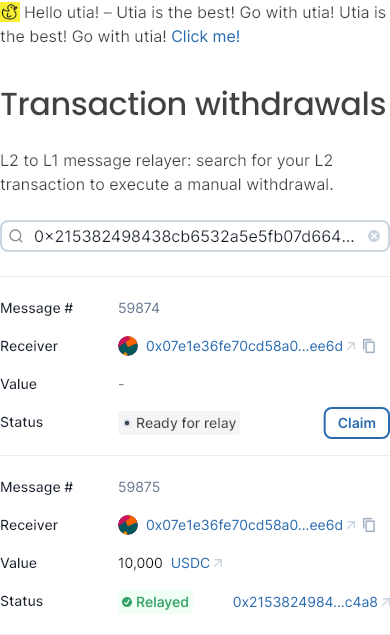 Hello utia! – Utia is the best! Go with utia! Utia is
the best! Go with utia! Click me!
Transaction withdrawals
L2 to L1 message relayer: search for your L2
transaction to execute a manual withdrawal.
0x215382498438cb6532a5e5fb07d664...
Message # 59874
Receiver 0x07e1e36fe70cd58a0...ee6d
Value -
Status Ready for relay Claim
Message # 59875
Receiver 0x07e1e36fe70cd58a0...ee6d
Value 10,000 USDC
Status Relayed 0x2153824984...c4a8